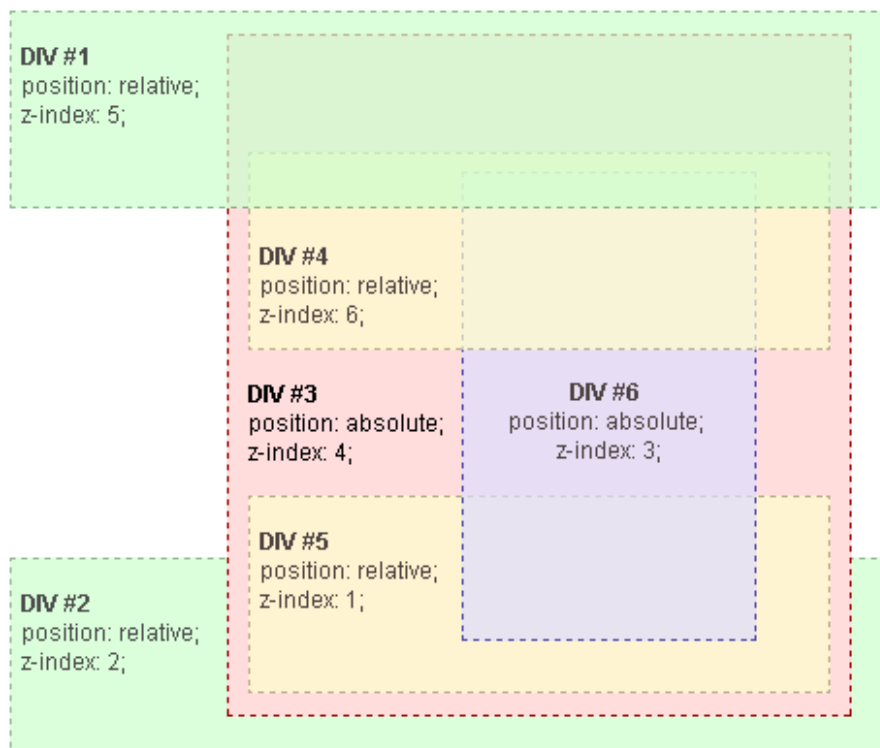 DIV #1
position: relative;
z-index: 5;
DIV #4
position: relative;
z-index: 6;
DIV #3
position: absolute;
z-index: 4;
DIV #6
position: absolute;
z-index: 3;
DIV #5
position: relative;
z-index: 1;
DIV #2
position: relative;
z-index: 2;